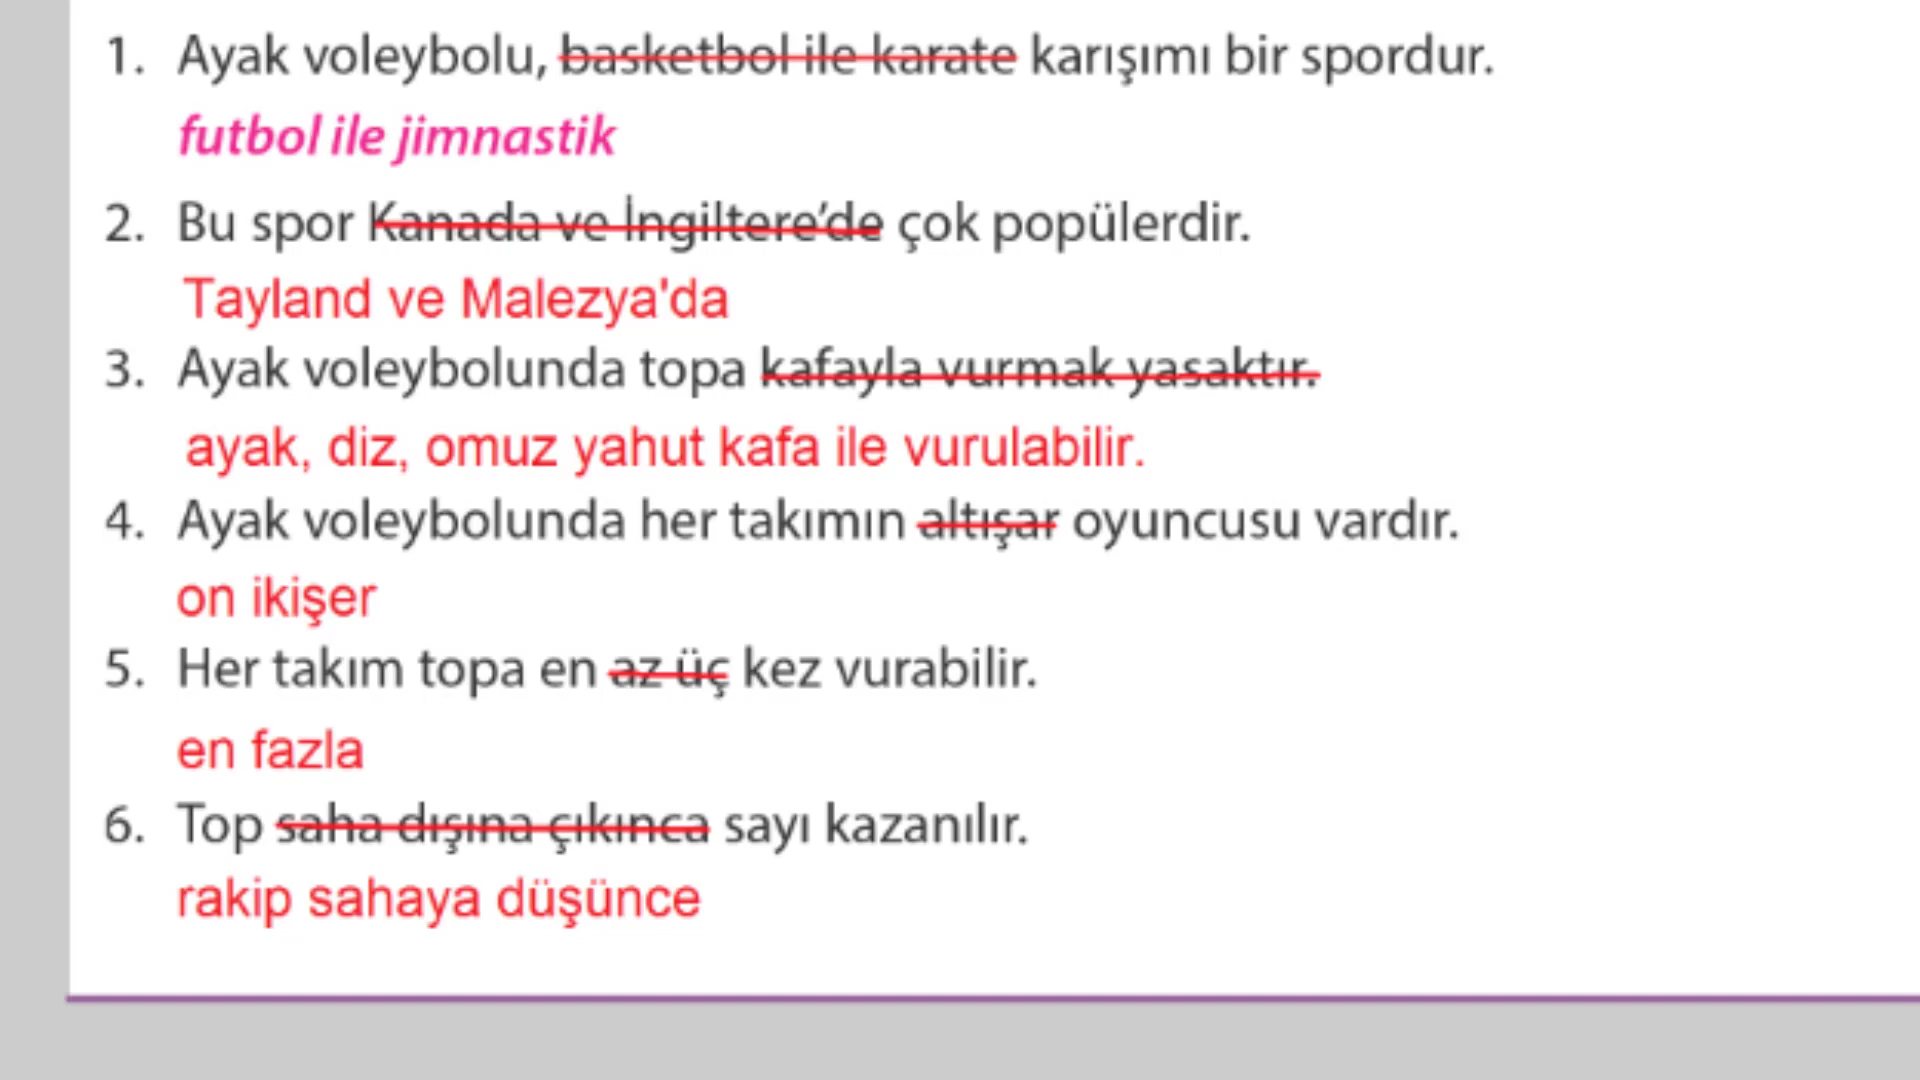 1. Ayak voleybolu, basketbol ile karate karışımı bir spordur.
futbol ile jimnastik
2. Bu spor Kanada ve İngiltere’de çok popülerdir.
Tayland ve Malezya'da
3. Ayak voleybolunda topa kafayla vurmak yasaktır.
ayak, diz, omuz yahut kafa ile vurulabilir.
4. Ayak voleybolunda her takımın altışar oyuncusu vardır.
on ikişer
5. Her takım topa en az üç kez vurabilir.
en fazla
6. Top saha dışına çıkınca sayı kazanılır.
rakip sahaya düşünce